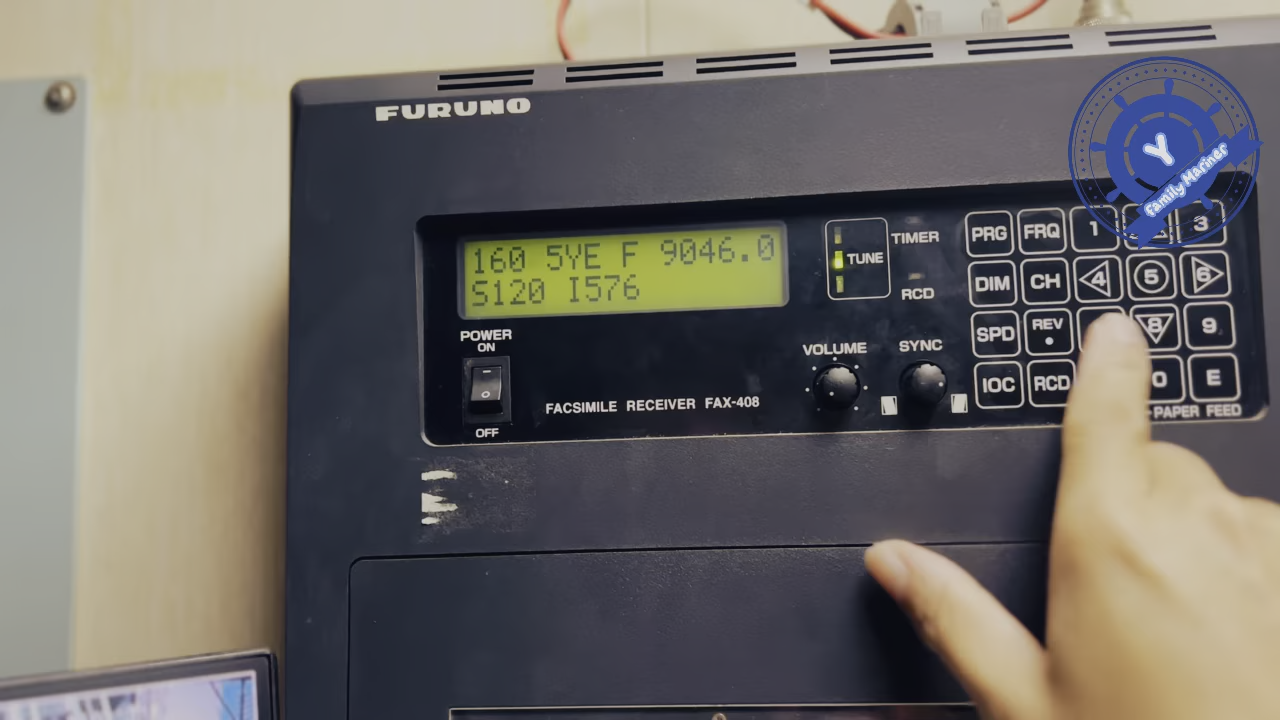 FURUNO
160 5YE F 9046.0
S120 I576
POWER
ON
OFF
FACSIMILE RECEIVER FAX-408
TUNE
TIMER
RCD
VOLUME
SYNC
PRG FRQ 1 3
DIM CH 4 5 6
SPD REV 8 9
IOC RCD 0 E
PAPER FEED
Y
Family Mariner